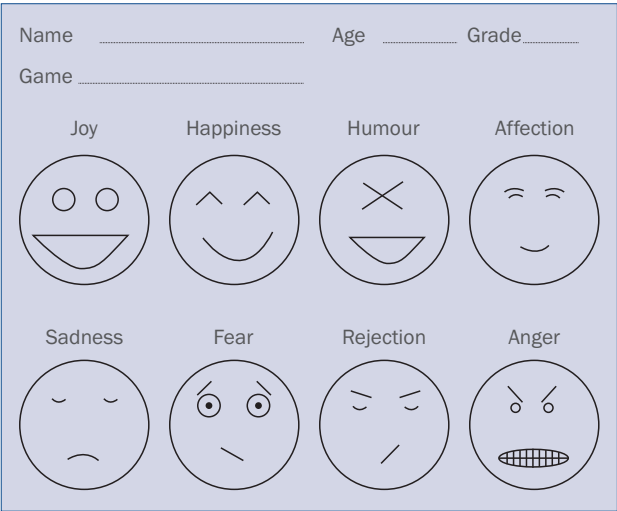 Name Age Grade
Game
Joy Happiness Humour Affection
Sadness Fear Rejection Anger